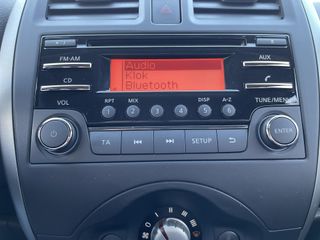 Audio
FM·AM
AUX
Klok
CD
Bluetooth
VOL
RPT
MIX
DISP
A-Z
TUNE/MENU
1
2
3
4
5
6
TA
SETUP
ENTER